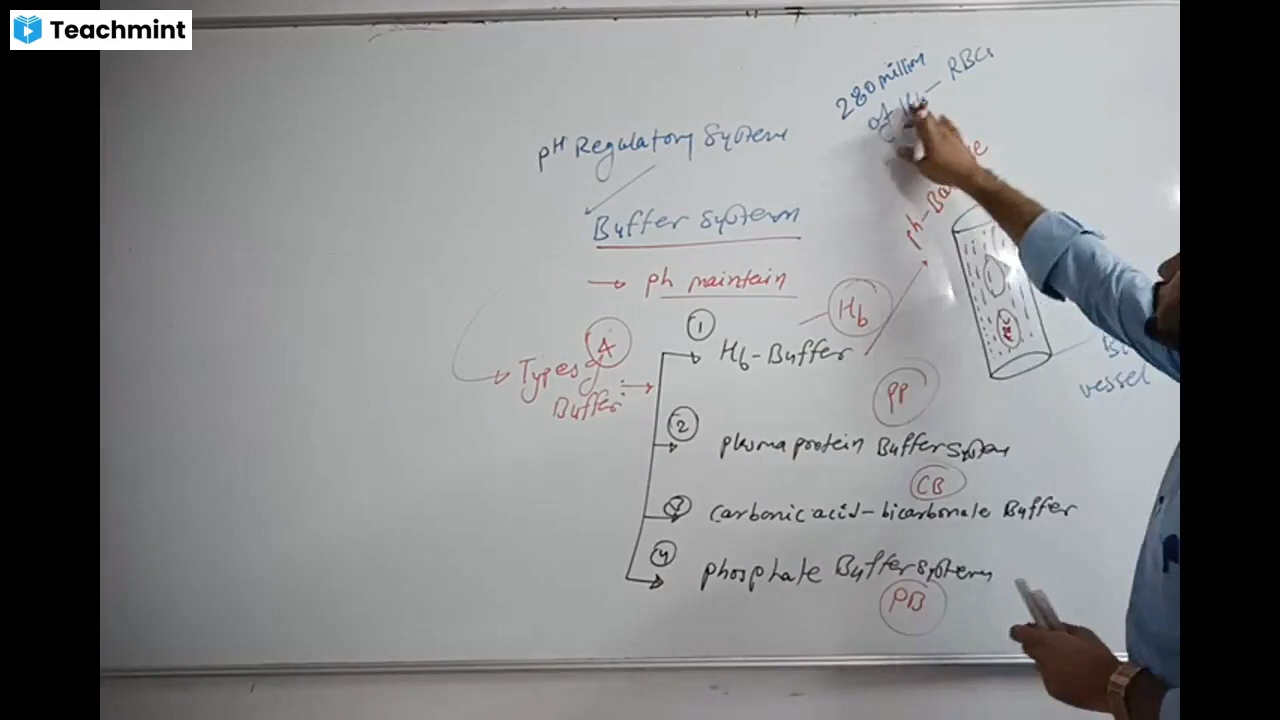 Teachmint
280 million
of Hb - RBCs
pH Regulatory System
Buffer System
→ ph maintain
Types of
Buffer
4
→
① Hb-Buffer
Hb
② plasma protein Buffer System
PP
③ Carbonic acid - bicarbonate Buffer
CB
④ phosphate Buffer system
PB
RBC
vessel